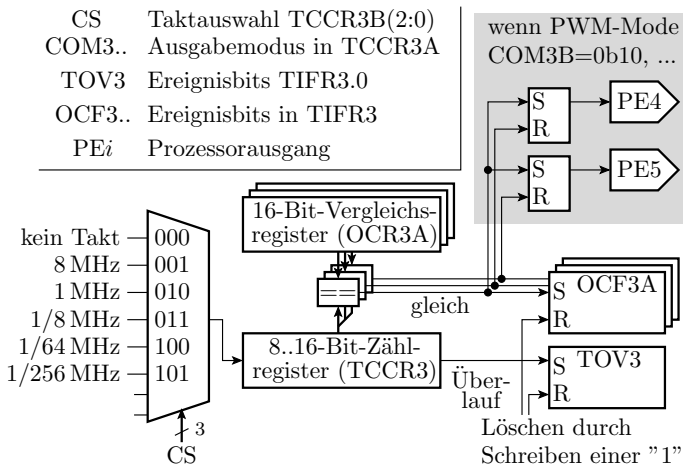 CS Taktauswahl TCCR3B(2:0)
COM3.. Ausgabemodus in TCCR3A
TOV3 Ereignisbits TIFR3.0
OCF3.. Ereignisbits in TIFR3
PEi Prozessorausgang
wenn PWM-Mode
COM3B=0b10, ...
S
R
PE4
S
R
PE5
16-Bit-Vergleichs-
register (OCR3A)
kein Takt 000
8 MHz 001
1 MHz 010
1/8 MHz 011
1/64 MHz 100
1/256 MHz 101
==
gleich
S OCF3A
R
8..16-Bit-Zähl-
register (TCCR3)
S TOV3
R
Über-
lauf
3
CS
Löschen durch
Schreiben einer "1"